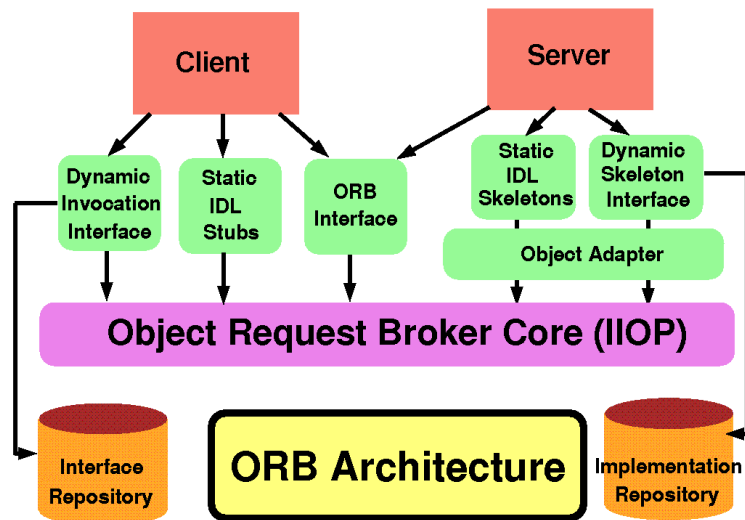 Client
Server
Dynamic
Invocation
Interface
Static
IDL
Stubs
ORB
Interface
Static
IDL
Skeletons
Dynamic
Skeleton
Interface
Object Adapter
Object Request Broker Core (IIOP)
Interface
Repository
ORB Architecture
Implementation
Repository